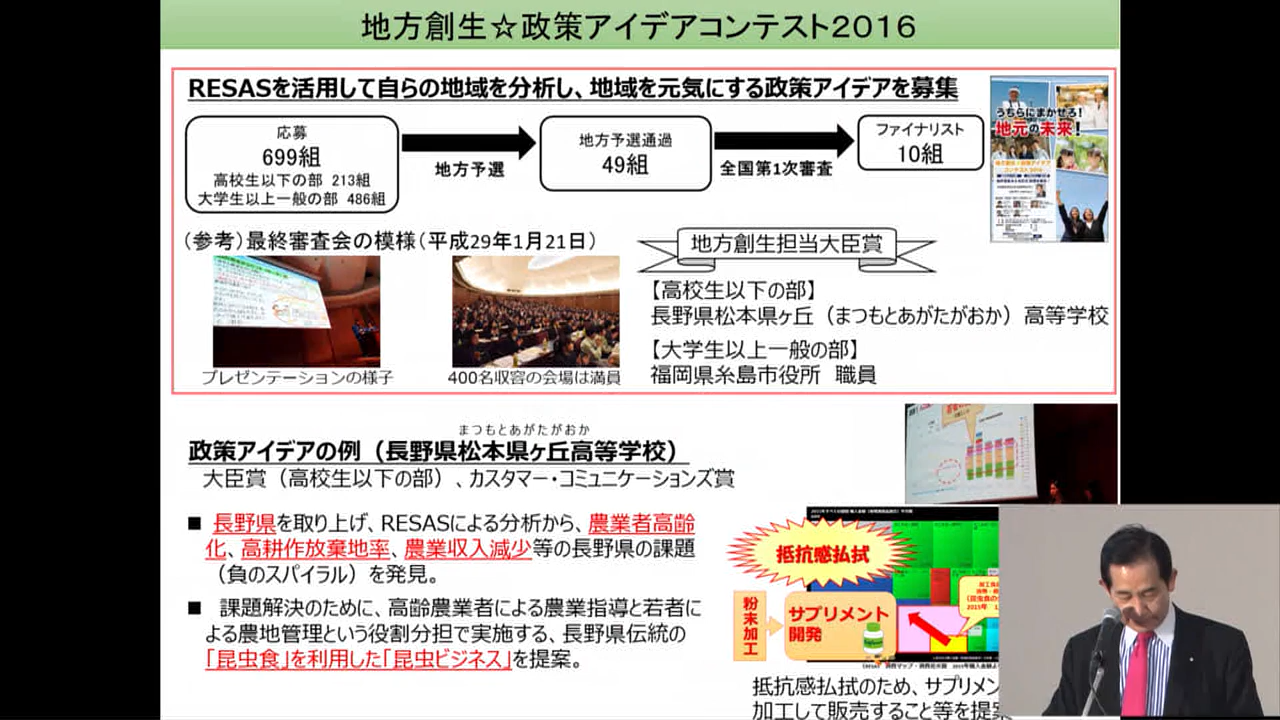 地方創生☆政策アイデアコンテスト2016
RESASを活用して自らの地域を分析し、地域を元気にする政策アイデアを募集
応募
699組
高校生以下の部 213組
大学生以上一般の部 486組
地方予選
地方予選通過
49組
全国第1次審査
ファイナリスト
10組
うちらにまかせろ!
地元の未来!
(参考)最終審査会の模様(平成29年1月21日)
プレゼンテーションの様子
400名収容の会場は満員
地方創生担当大臣賞
【高校生以下の部】
長野県松本県ヶ丘(まつもとあがたがおか)高等学校
【大学生以上一般の部】
福岡県糸島市役所 職員
まつもとあがたがおか
政策アイデアの例(長野県松本県ヶ丘高等学校)
大臣賞(高校生以下の部)、カスタマー・コミュニケーションズ賞
■ 長野県を取り上げ、RESASによる分析から、農業者高齢
化、高耕作放棄地率、農業収入減少等の長野県の課題
(負のスパイラル)を発見。
■ 課題解決のために、高齢農業者による農業指導と若者に
よる農地管理という役割分担で実施する、長野県伝統の
「昆虫食」を利用した「昆虫ビジネス」を提案。
抵抗感払拭
粉末加工
サプリメント
開発
抵抗感払拭のため、サプリメン
加工して販売すること等を提案